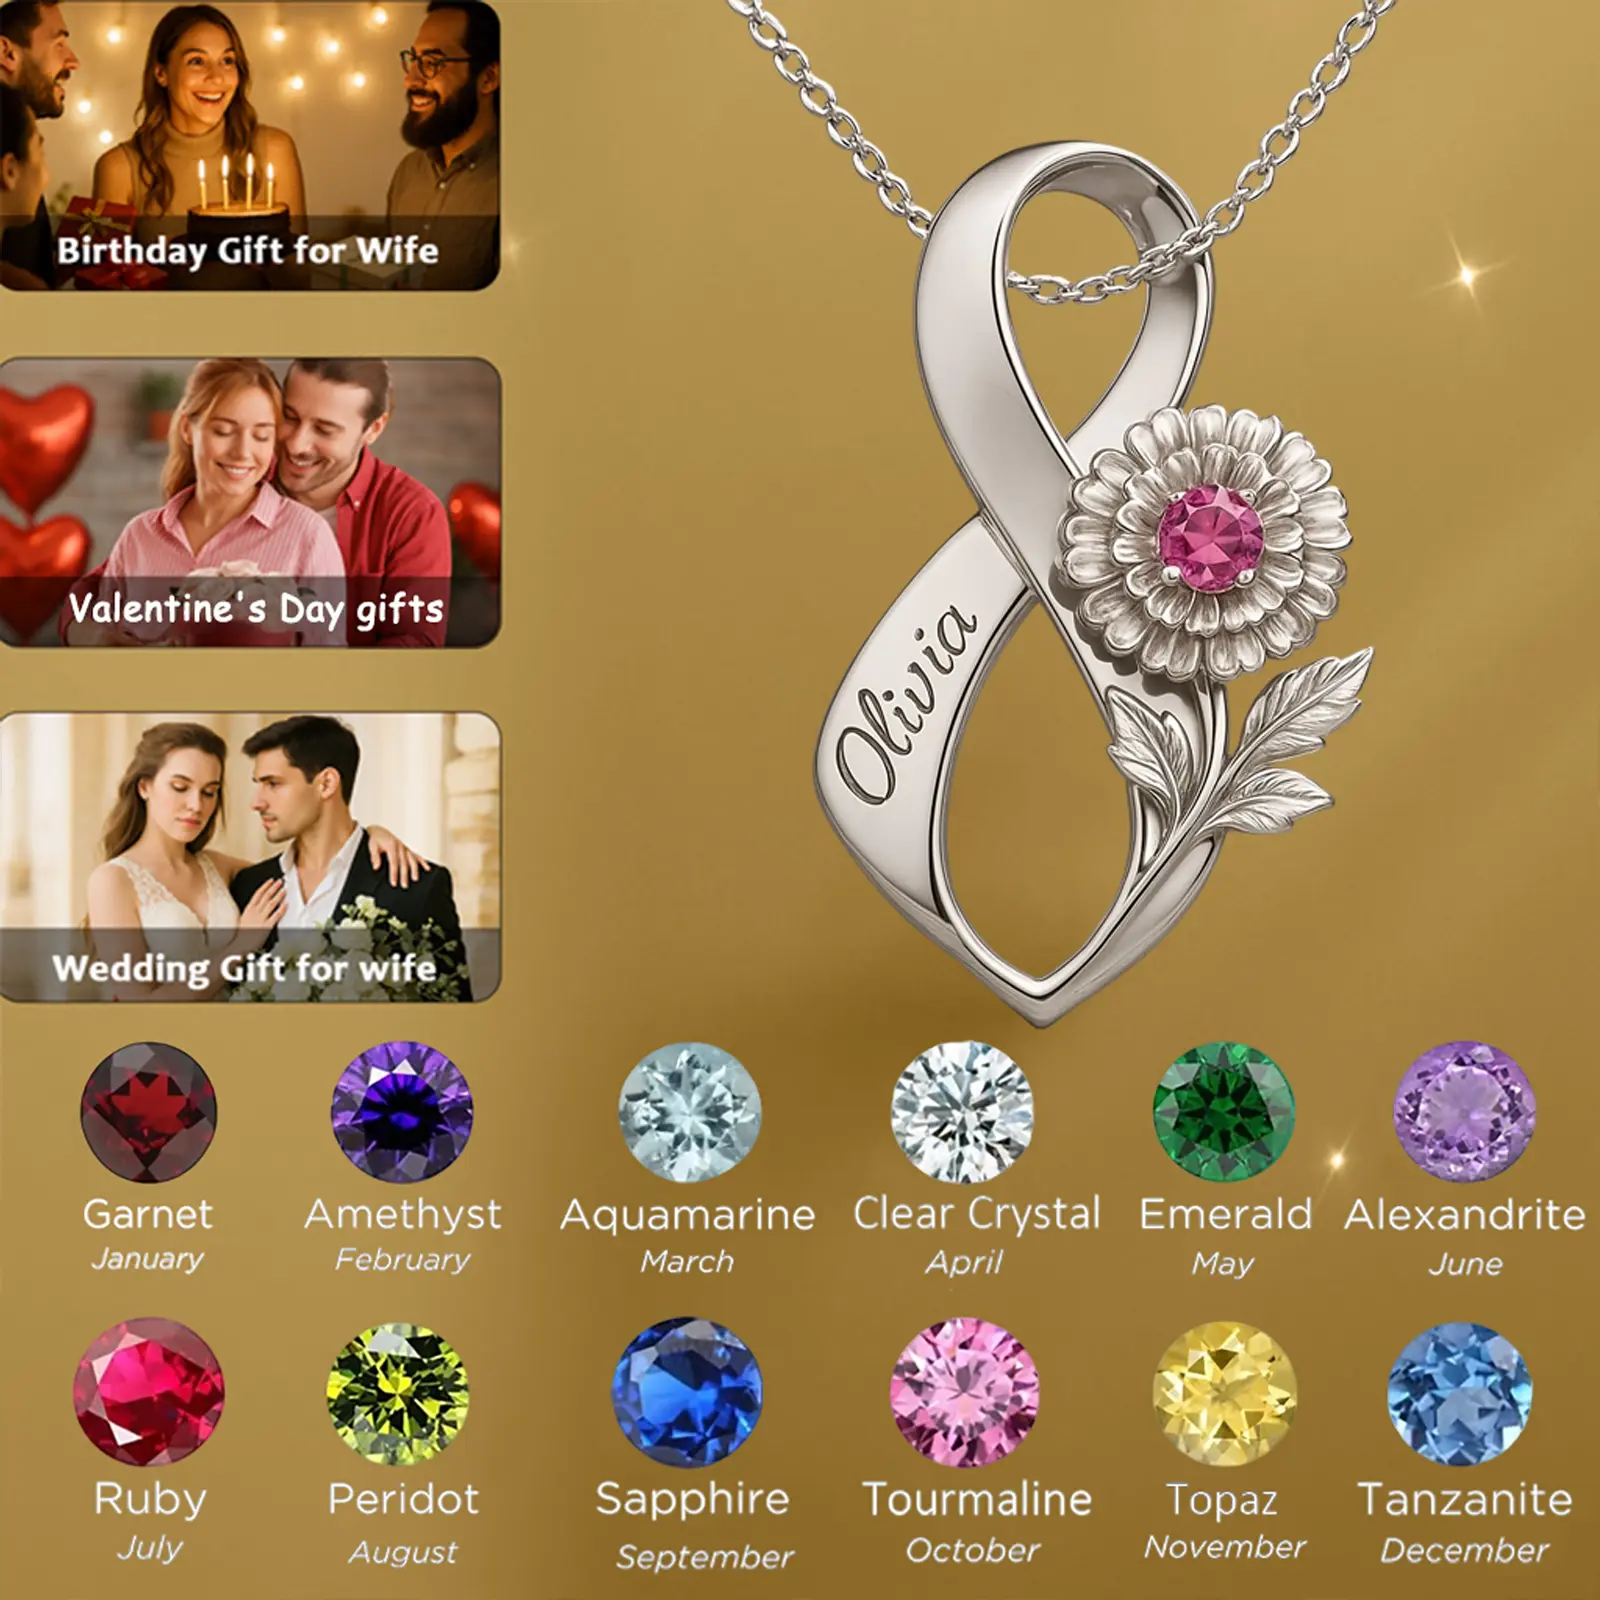 Birthday Gift for Wife
Valentine's Day gifts
Wedding Gift for wife
Olivia
Garnet
January
Amethyst
February
Aquamarine
March
Clear Crystal
April
Emerald
May
Alexandrite
June
Ruby
July
Peridot
August
Sapphire
September
Tourmaline
October
Topaz
November
Tanzanite
December